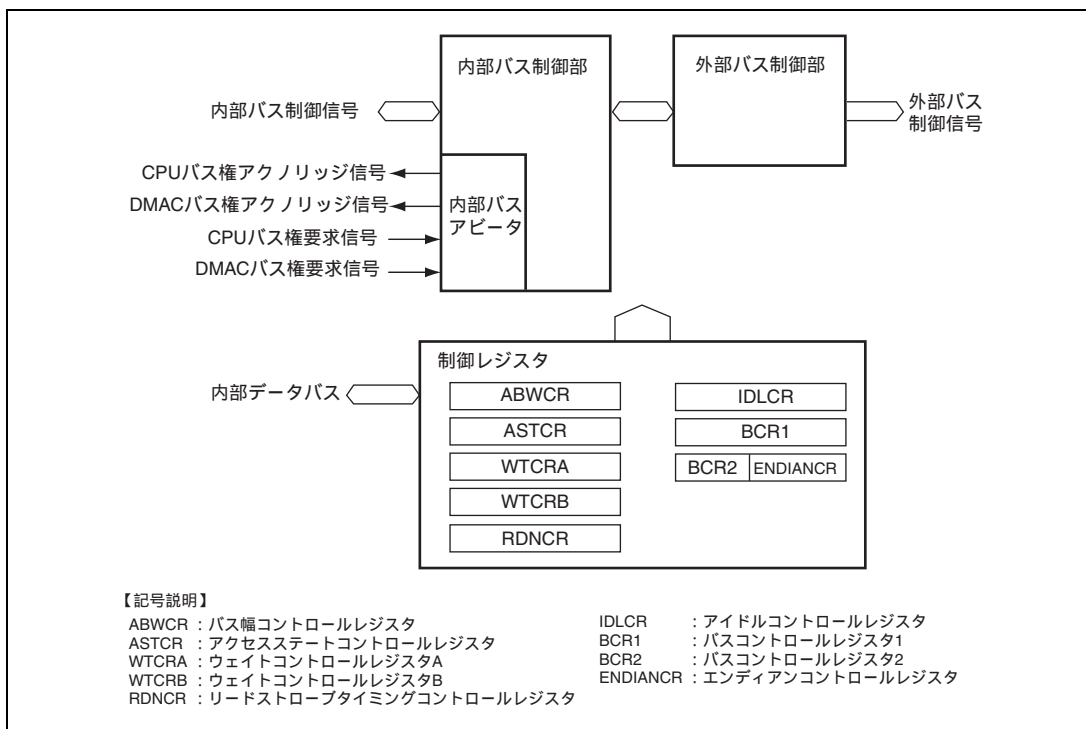 内部バス制御部
外部バス制御部
内部バス制御信号
外部バス
制御信号
CPUバス権アクノリッジ信号
DMACバス権アクノリッジ信号
CPUバス権要求信号
DMACバス権要求信号
内部バス
アビータ
制御レジスタ
内部データバス
ABWCR
ASTCR
WTCRA
WTCRB
RDNCR
IDLCR
BCR1
BCR2 ENDIANCR
【記号説明】
ABWCR : バス幅コントロールレジスタ
ASTCR : アクセスステートコントロールレジスタ
WTCRA : ウェイトコントロールレジスタA
WTCRB : ウェイトコントロールレジスタB
RDNCR : リードストローブタイミングコントロールレジスタ
IDLCR : アイドルコントロールレジスタ
BCR1 : バスコントロールレジスタ1
BCR2 : バスコントロールレジスタ2
ENDIANCR : エンディアンコントロールレジスタ